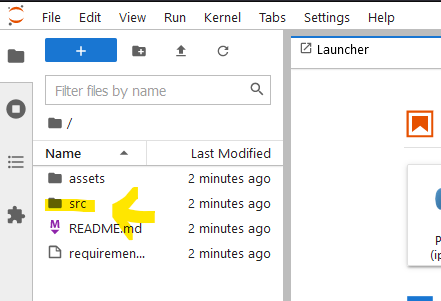 File Edit View Run Kernel Tabs Settings Help
Launcher
Filter files by name
/
Name Last Modified
assets 2 minutes ago
src 2 minutes ago
README.md 2 minutes ago
requiremen... 2 minutes ago
P
(ip